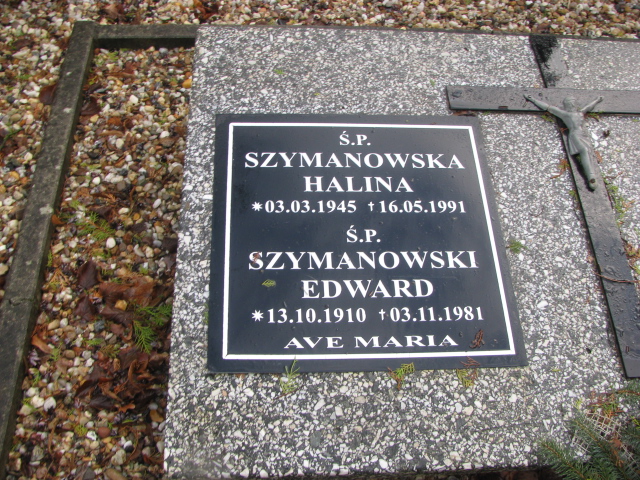 Ś.P.
SZYMANOWSKA
HALINA
*03.03.1945 †16.05.1991
Ś.P.
SZYMANOWSKI
EDWARD
*13.10.1910 †03.11.1981
AVE MARIA